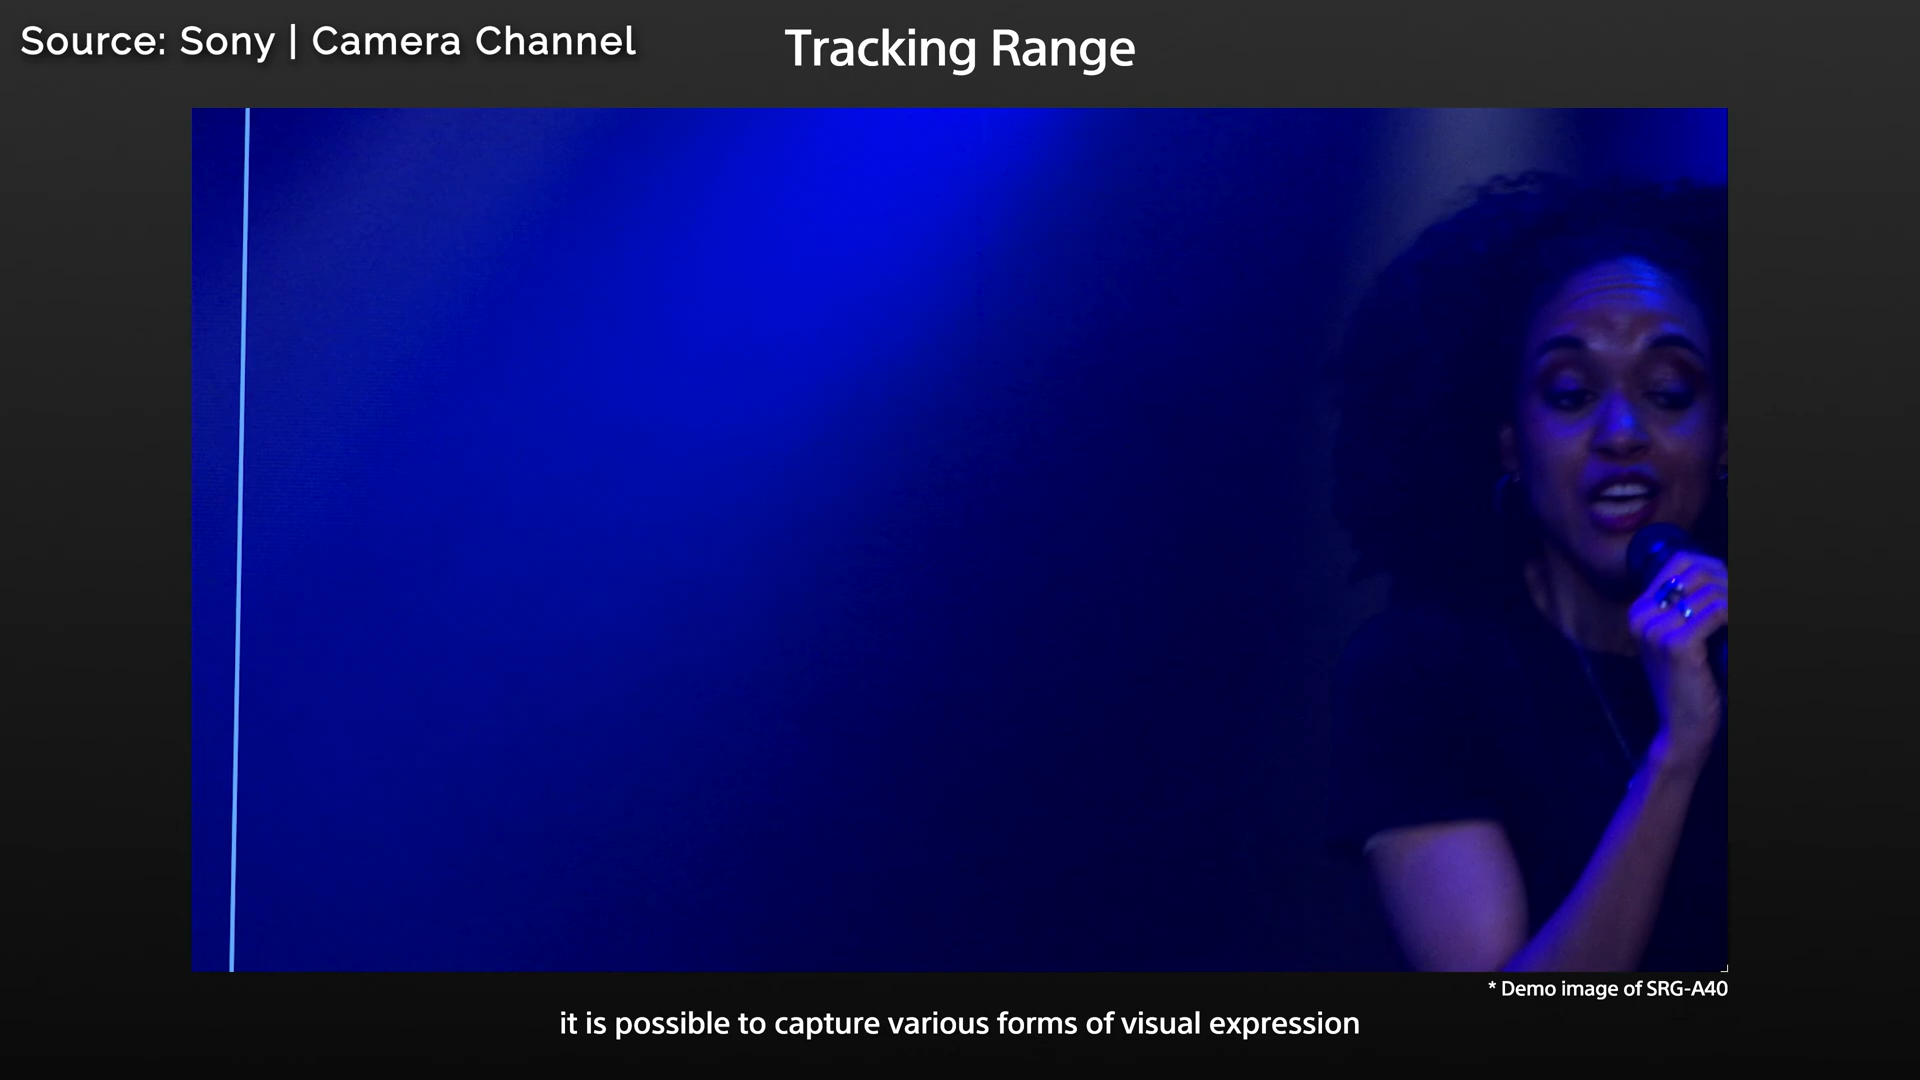 Source: Sony | Camera Channel
Tracking Range
* Demo image of SRG-A40
it is possible to capture various forms of visual expression